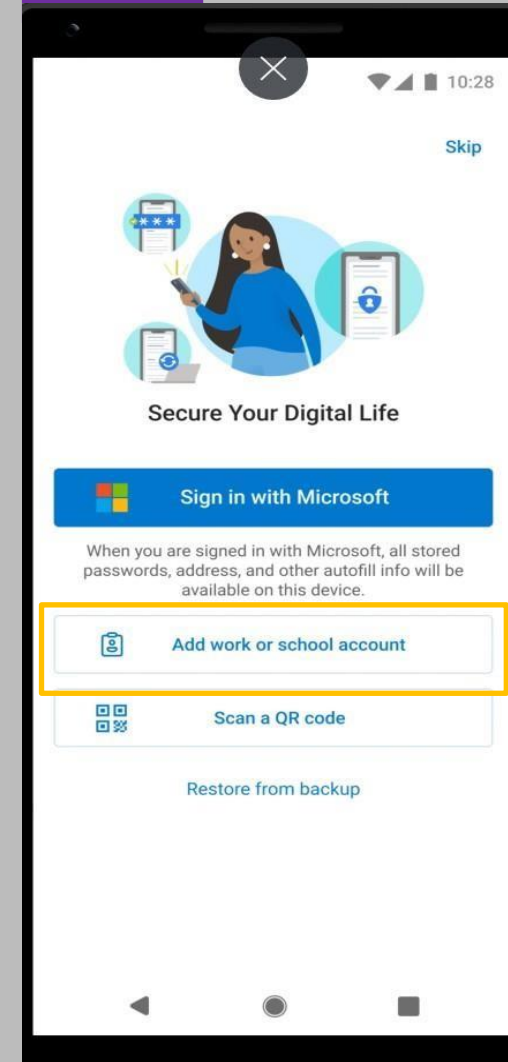 10:28
Skip
****
Secure Your Digital Life
Sign in with Microsoft
When you are signed in with Microsoft, all stored
passwords, address, and other autofill info will be
available on this device.
Add work or school account
Scan a QR code
Restore from backup